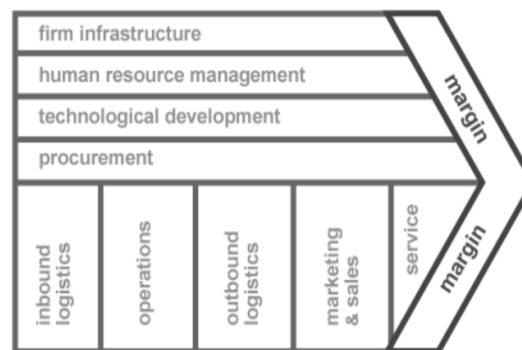 firm infrastructure
human resource management
technological development
procurement
margin
margin
inbound
logistics
operations
outbound
logistics
marketing
& sales
service